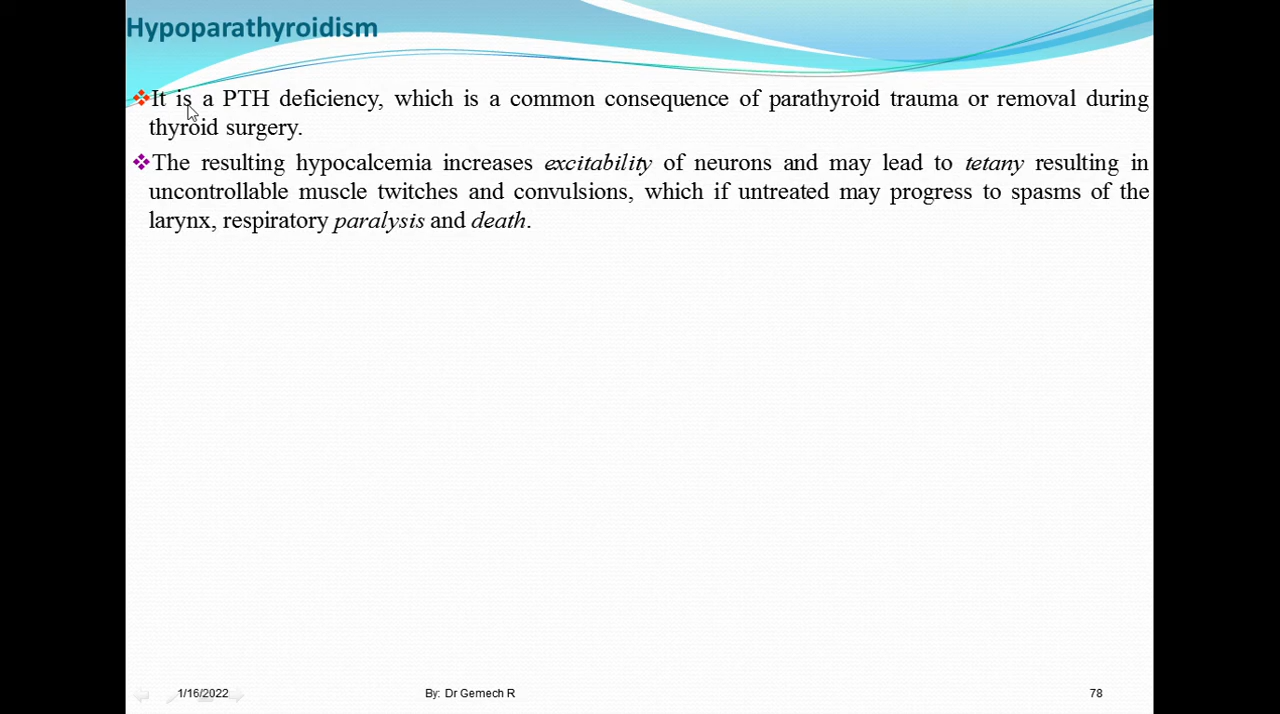 Hypoparathyroidism
❖It is a PTH deficiency, which is a common consequence of parathyroid trauma or removal during
thyroid surgery.
❖The resulting hypocalcemia increases excitability of neurons and may lead to tetany resulting in
uncontrollable muscle twitches and convulsions, which if untreated may progress to spasms of the
larynx, respiratory paralysis and death.
1/16/2022 By: Dr Gemech R 78